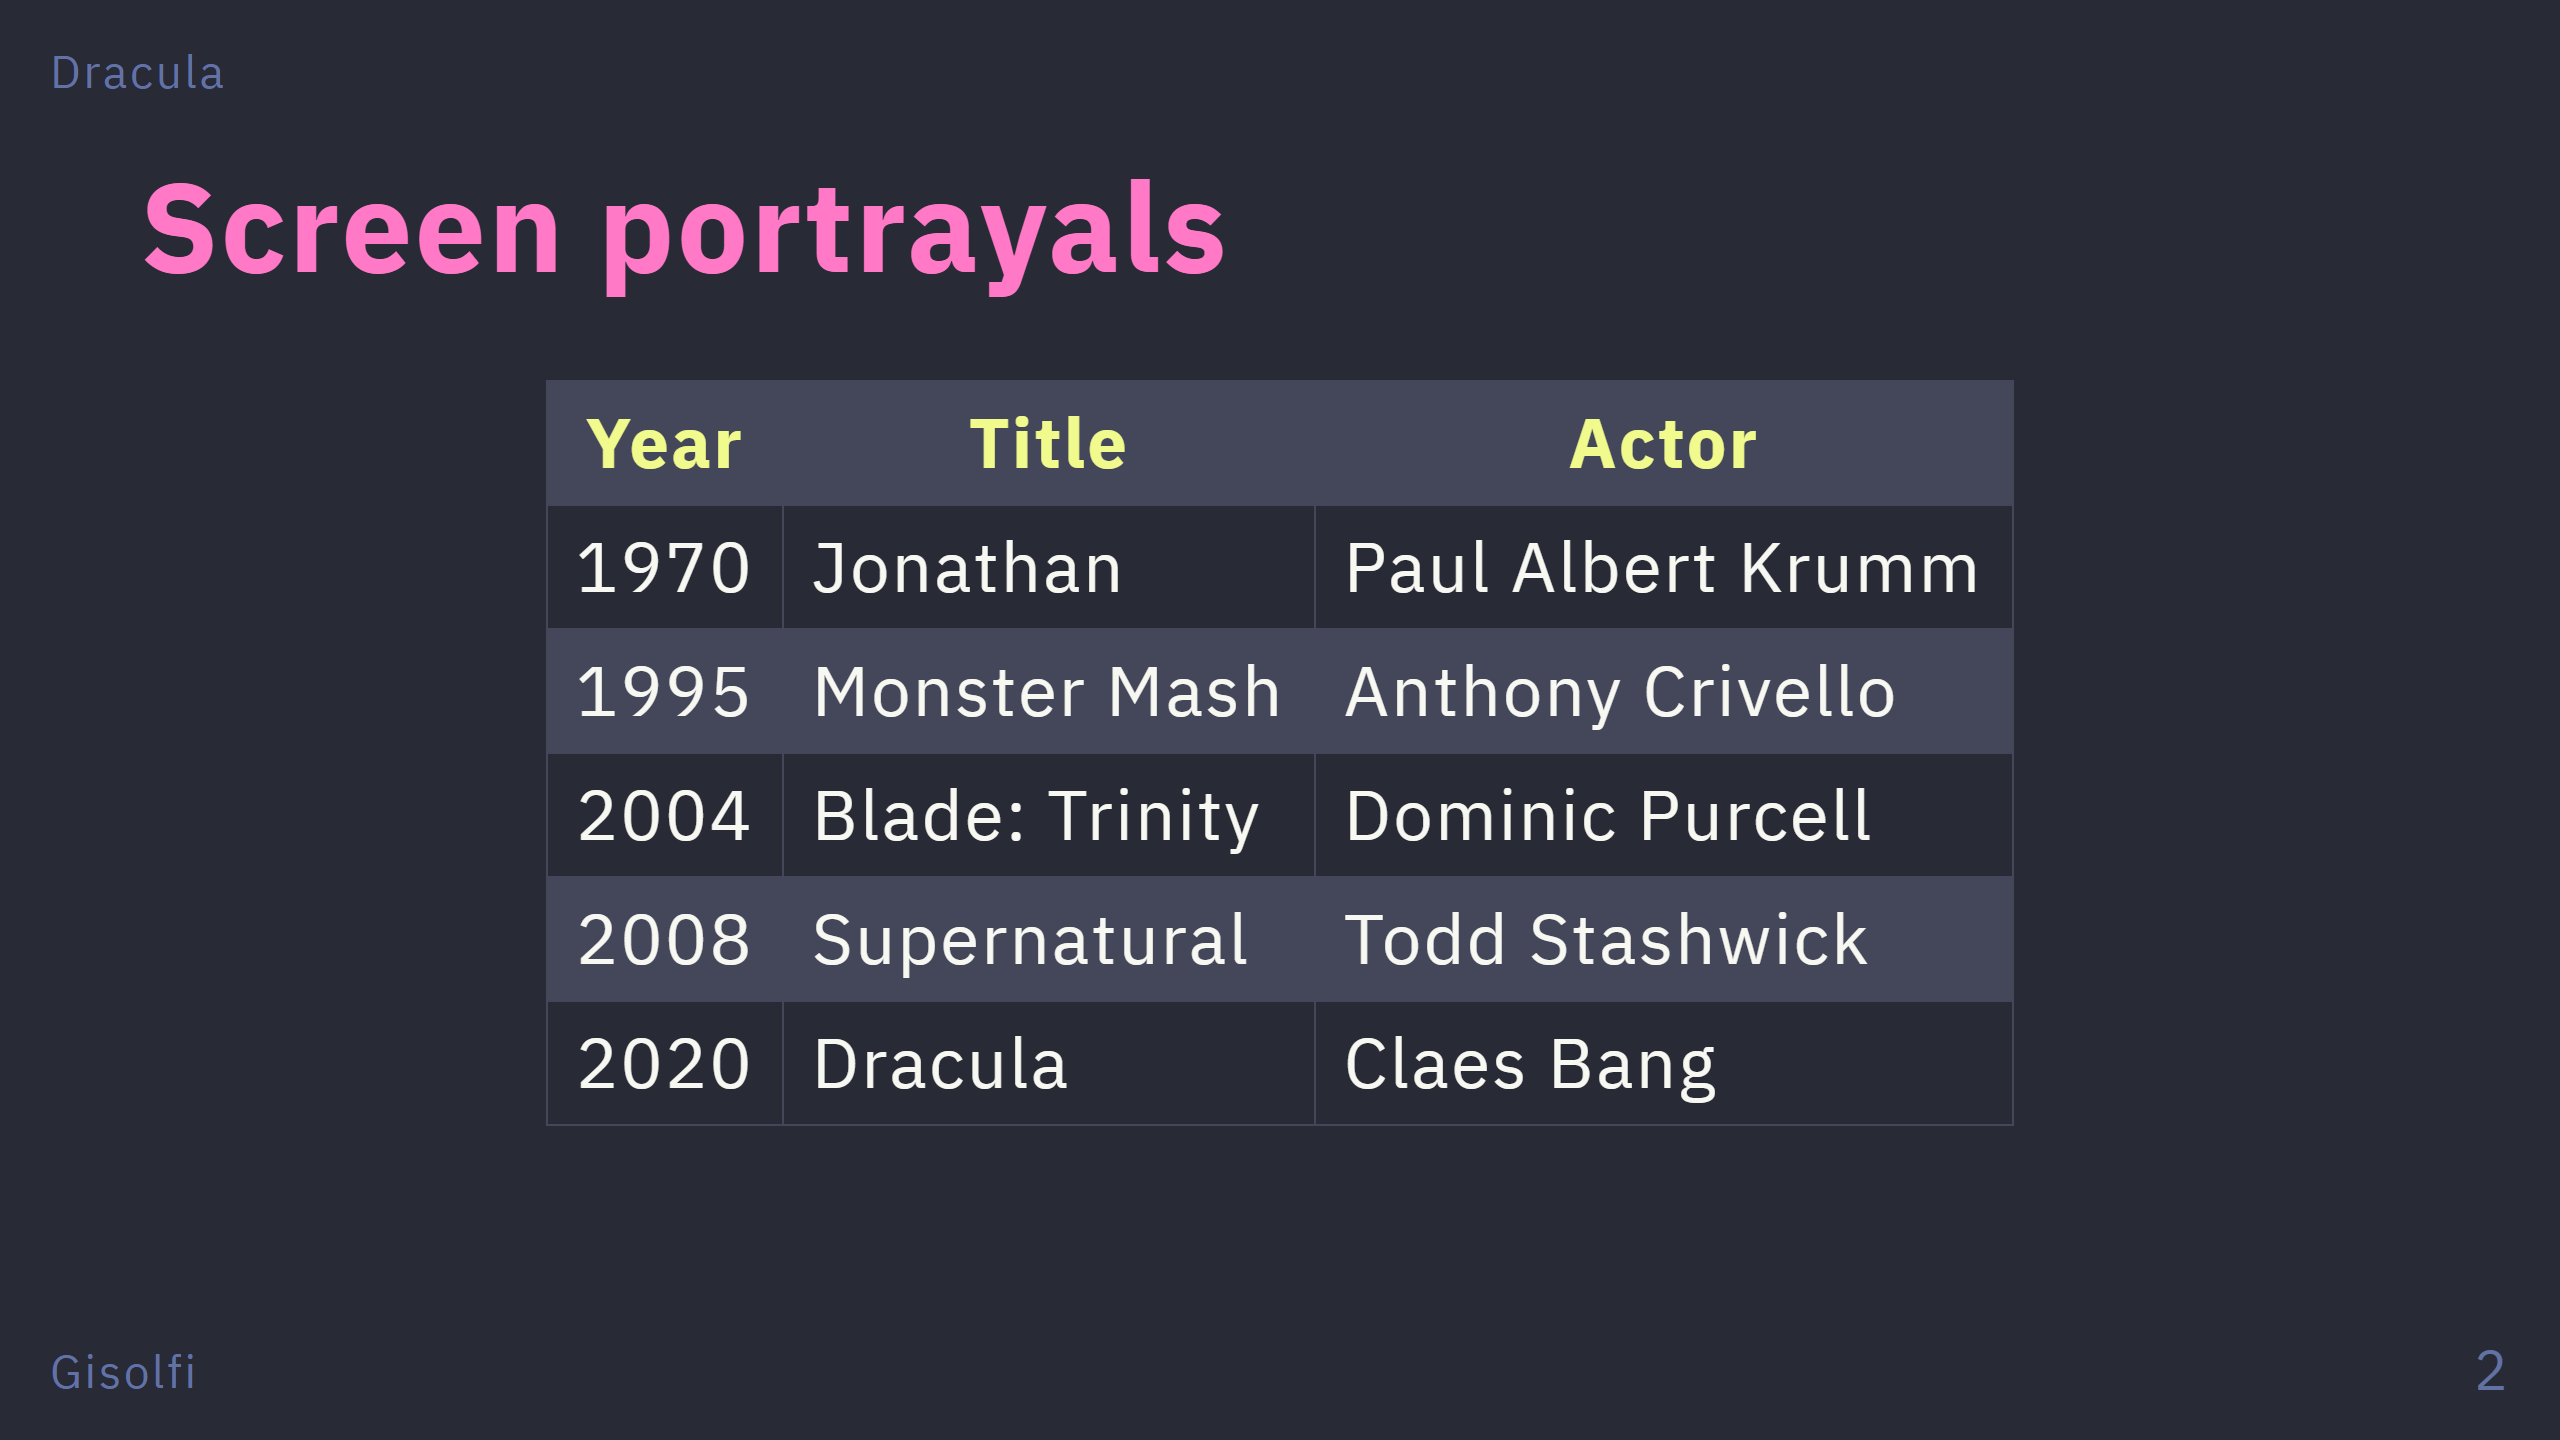 Dracula
Screen portrayals
Year Title Actor
1970 Jonathan Paul Albert Krumm
1995 Monster Mash Anthony Crivello
2004 Blade: Trinity Dominic Purcell
2008 Supernatural Todd Stashwick
2020 Dracula Claes Bang
Gisolfi 2